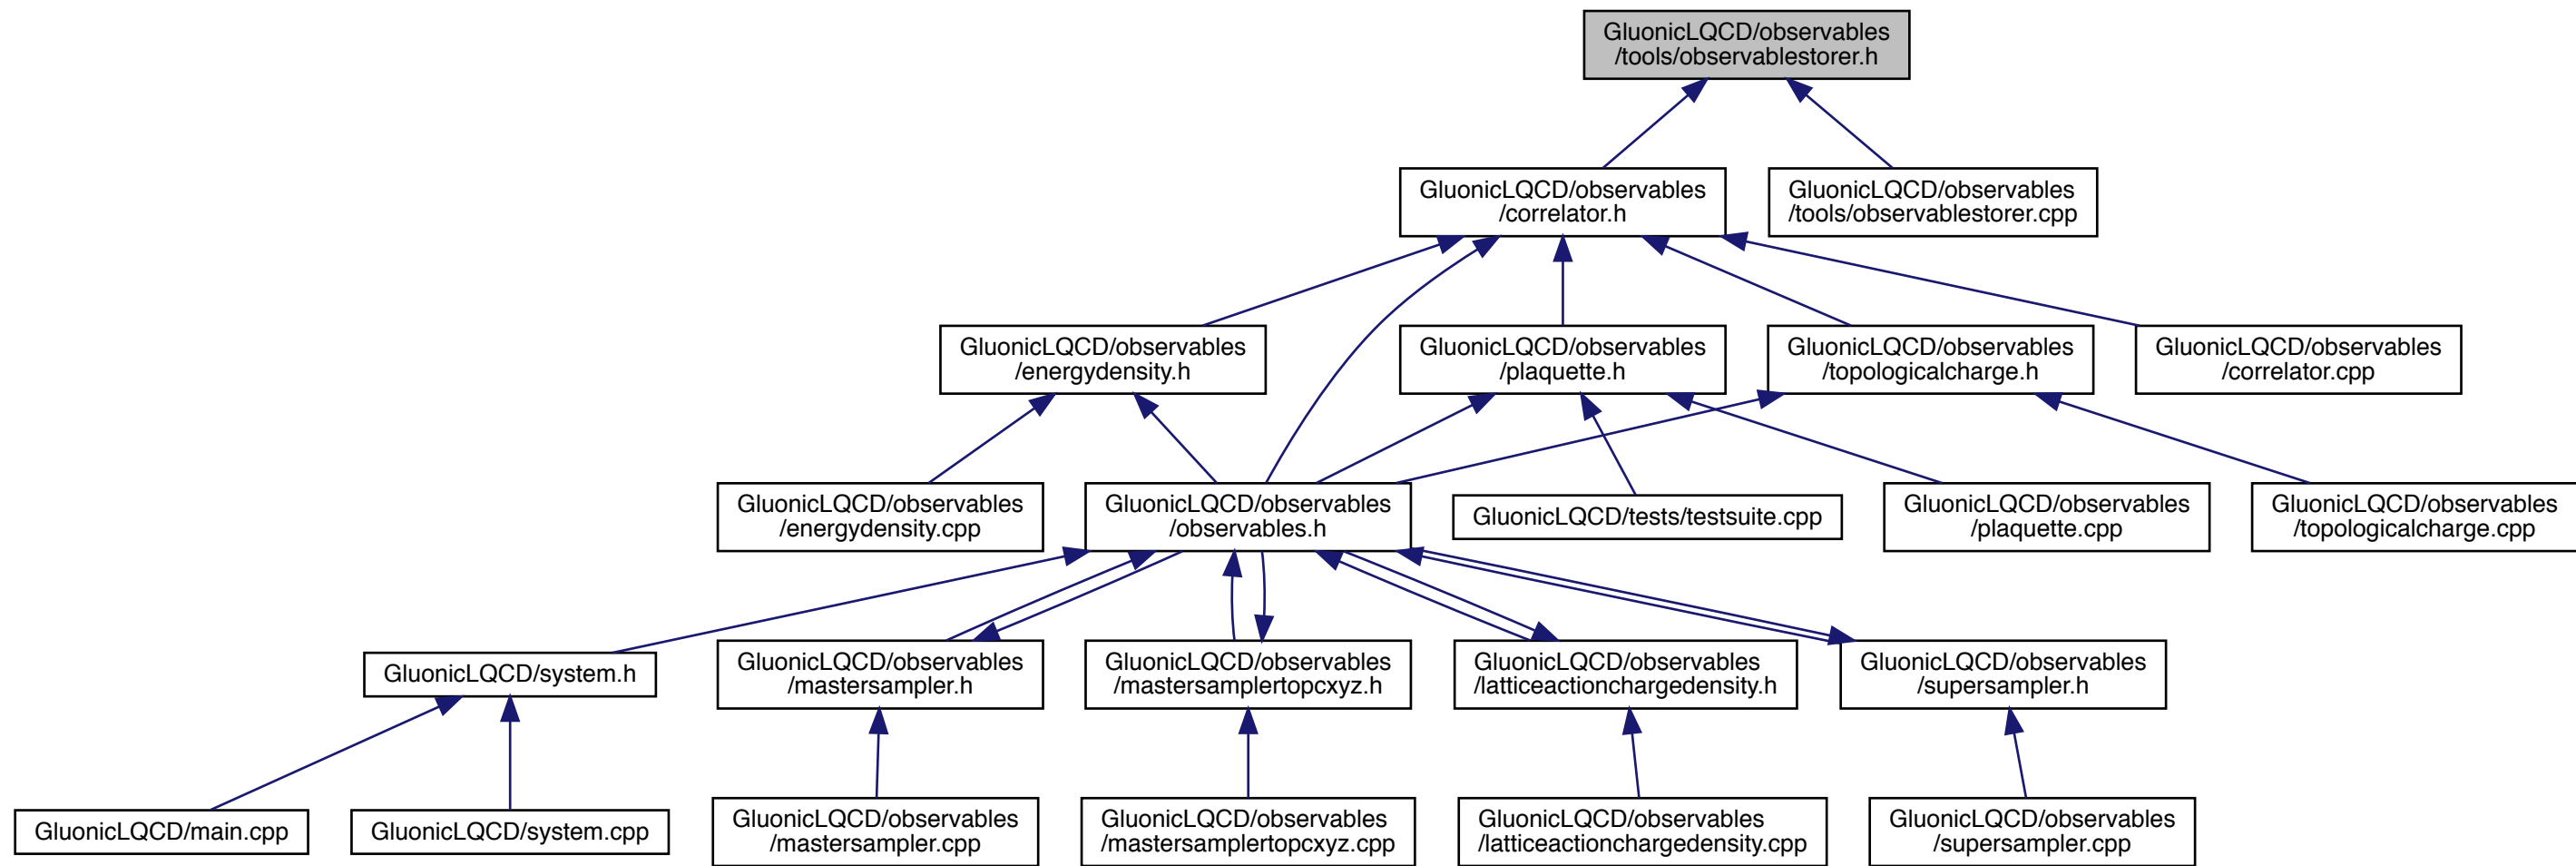 GluonicLQCD/observables
/tools/observablestorer.h
GluonicLQCD/observables
/correlator.h
GluonicLQCD/observables
/tools/observablestorer.cpp
GluonicLQCD/observables
/energydensity.h
GluonicLQCD/observables
/plaquette.h
GluonicLQCD/observables
/topologicalcharge.h
GluonicLQCD/observables
/correlator.cpp
GluonicLQCD/observables
/energydensity.cpp
GluonicLQCD/observables
/observables.h
GluonicLQCD/tests/testsuite.cpp
GluonicLQCD/observables
/plaquette.cpp
GluonicLQCD/observables
/topologicalcharge.cpp
GluonicLQCD/system.h
GluonicLQCD/observables
/mastersampler.h
GluonicLQCD/observables
/mastersamplertopcxyz.h
GluonicLQCD/observables
/latticeactionchargedensity.h
GluonicLQCD/observables
/supersampler.h
GluonicLQCD/main.cpp
GluonicLQCD/system.cpp
GluonicLQCD/observables
/mastersampler.cpp
GluonicLQCD/observables
/mastersamplertopcxyz.cpp
GluonicLQCD/observables
/latticeactionchargedensity.cpp
GluonicLQCD/observables
/supersampler.cpp